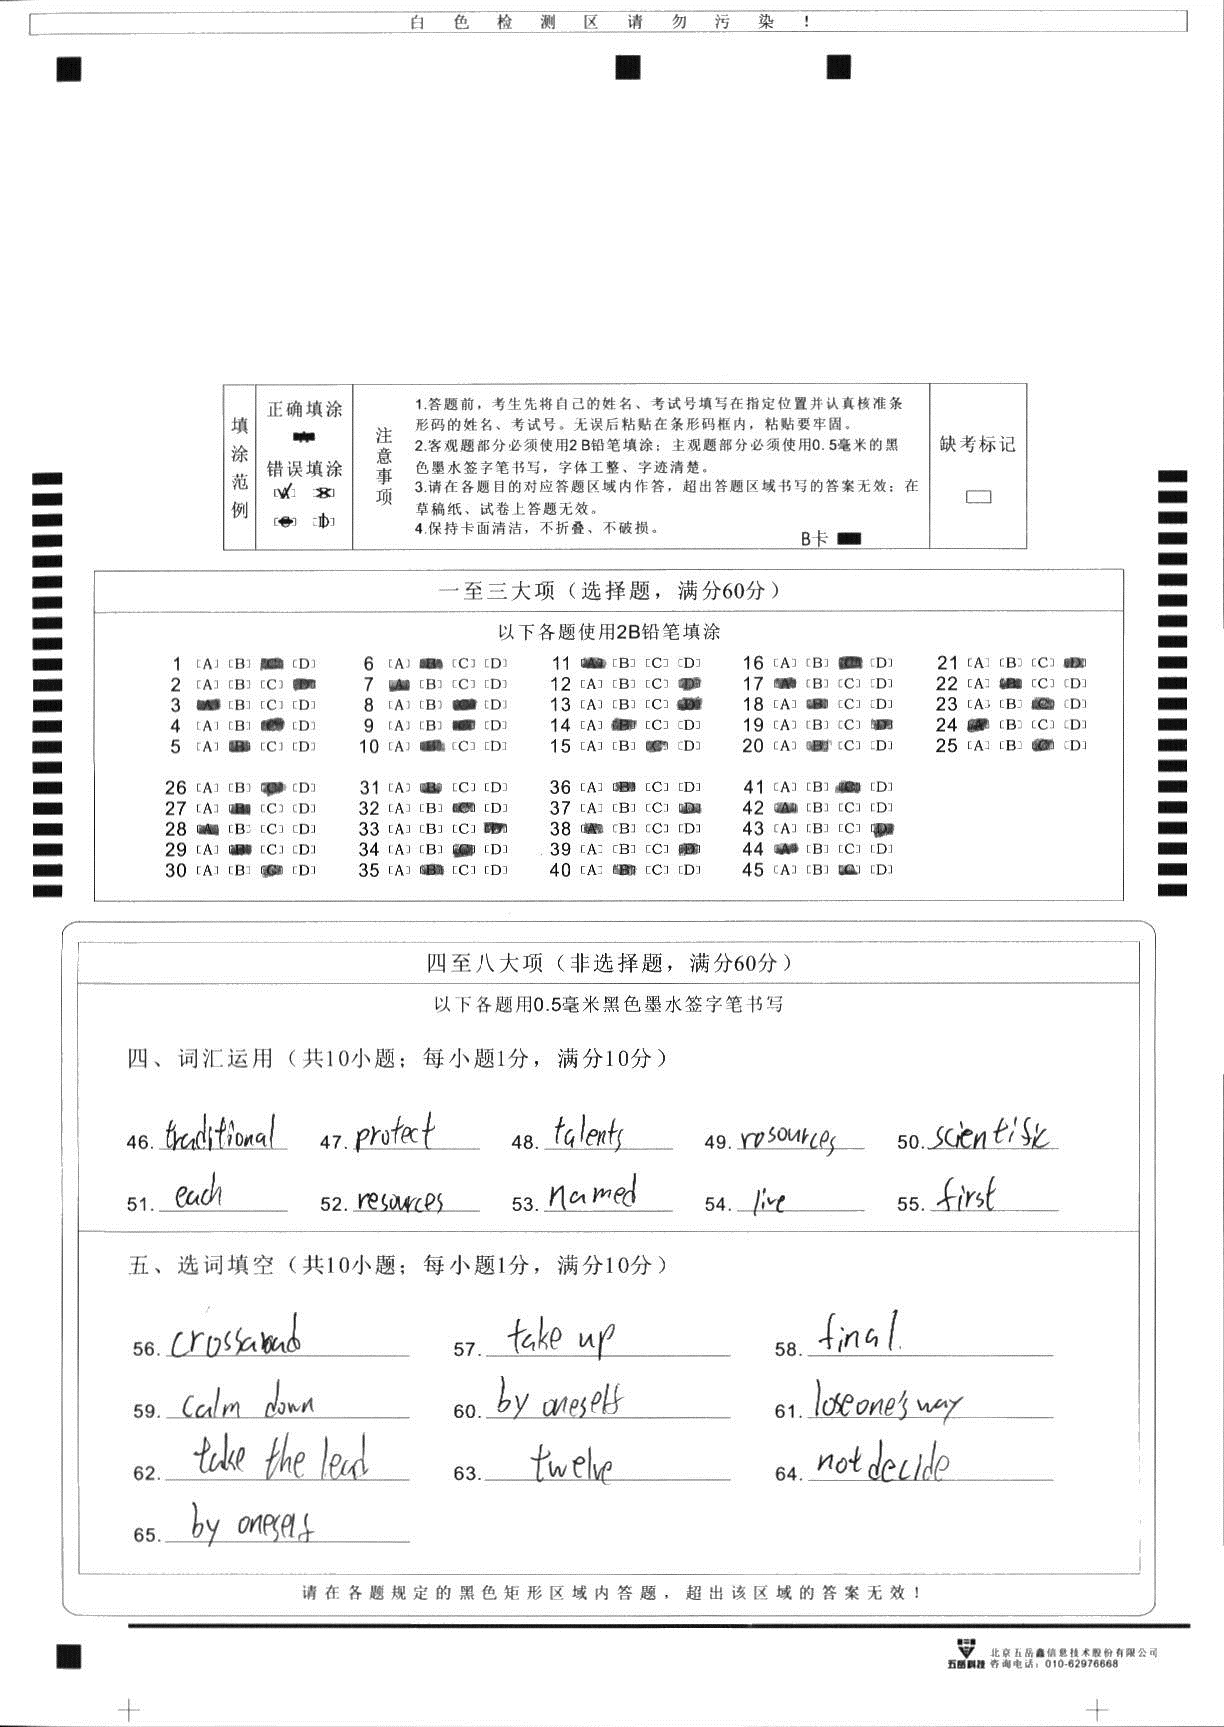 白色检测区请勿污染！
填涂范例
正确填涂
错误填涂
[A] [B]
[C] [D]
注意事项
1.答题前，考生先将自己的姓名、考试号填写在指定位置并认真核准条
形码的姓名、考试号。无误后粘贴在条形码框内，粘贴要牢固。
2.客观题部分必须使用2B铅笔填涂；主观题部分必须使用0.5毫米的黑
色墨水签字笔书写，字体工整、字迹清楚。
3.请在各题目的对应答题区域内作答，超出答题区域书写的答案无效；在
草稿纸、试卷上答题无效。
4.保持卡面清洁，不折叠、不破损。
B卡
缺考标记
一至三大项（选择题，满分60分）
以下各题使用2B铅笔填涂
1 [A] [B] [C] [D] 6 [A] [B] [C] [D] 11 [A] [B] [C] [D] 16 [A] [B] [C] [D] 21 [A] [B] [C] [D]
2 [A] [B] [C] [D] 7 [A] [B] [C] [D] 12 [A] [B] [C] [D] 17 [A] [B] [C] [D] 22 [A] [B] [C] [D]
3 [A] [B] [C] [D] 8 [A] [B] [C] [D] 13 [A] [B] [C] [D] 18 [A] [B] [C] [D] 23 [A] [B] [C] [D]
4 [A] [B] [C] [D] 9 [A] [B] [C] [D] 14 [A] [B] [C] [D] 19 [A] [B] [C] [D] 24 [A] [B] [C] [D]
5 [A] [B] [C] [D] 10 [A] [B] [C] [D] 15 [A] [B] [C] [D] 20 [A] [B] [C] [D] 25 [A] [B] [C] [D]
26 [A] [B] [C] [D] 31 [A] [B] [C] [D] 36 [A] [B] [C] [D] 41 [A] [B] [C] [D]
27 [A] [B] [C] [D] 32 [A] [B] [C] [D] 37 [A] [B] [C] [D] 42 [A] [B] [C] [D]
28 [A] [B] [C] [D] 33 [A] [B] [C] [D] 38 [A] [B] [C] [D] 43 [A] [B] [C] [D]
29 [A] [B] [C] [D] 34 [A] [B] [C] [D] 39 [A] [B] [C] [D] 44 [A] [B] [C] [D]
30 [A] [B] [C] [D] 35 [A] [B] [C] [D] 40 [A] [B] [C] [D] 45 [A] [B] [C] [D]
四至八大项（非选择题，满分60分）
以下各题用0.5毫米黑色墨水签字笔书写
四、词汇运用（共10小题；每小题1分，满分10分）
46. traditional 47. protect 48. talents 49. rosources 50. scientific
51. each 52. resources 53. named 54. live 55. first
五、选词填空（共10小题；每小题1分，满分10分）
56. 57. take up 58. final.
59. calm down 60. by oneself 61. lose one's way
62. take the lead 63. twelve 64. not decide
65. by oneself
请在各题规定的黑色矩形区域内答题，超出该区域的答案无效！
北京五岳鑫信息技术股份有限公司
五岳科技 咨询电话：010-62976668